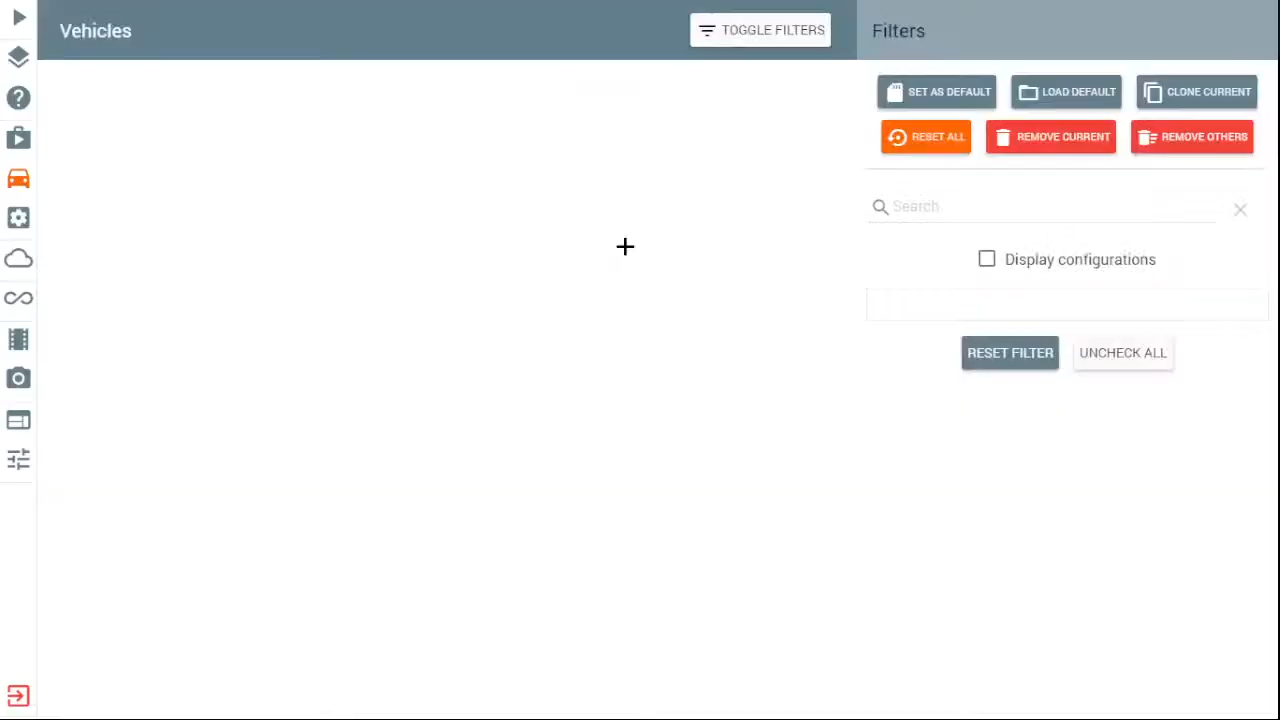 Vehicles
TOGGLE FILTERS
Filters
SET AS DEFAULT
LOAD DEFAULT
CLONE CURRENT
RESET ALL
REMOVE CURRENT
REMOVE OTHERS
Search
Display configurations
RESET FILTER
UNCHECK ALL